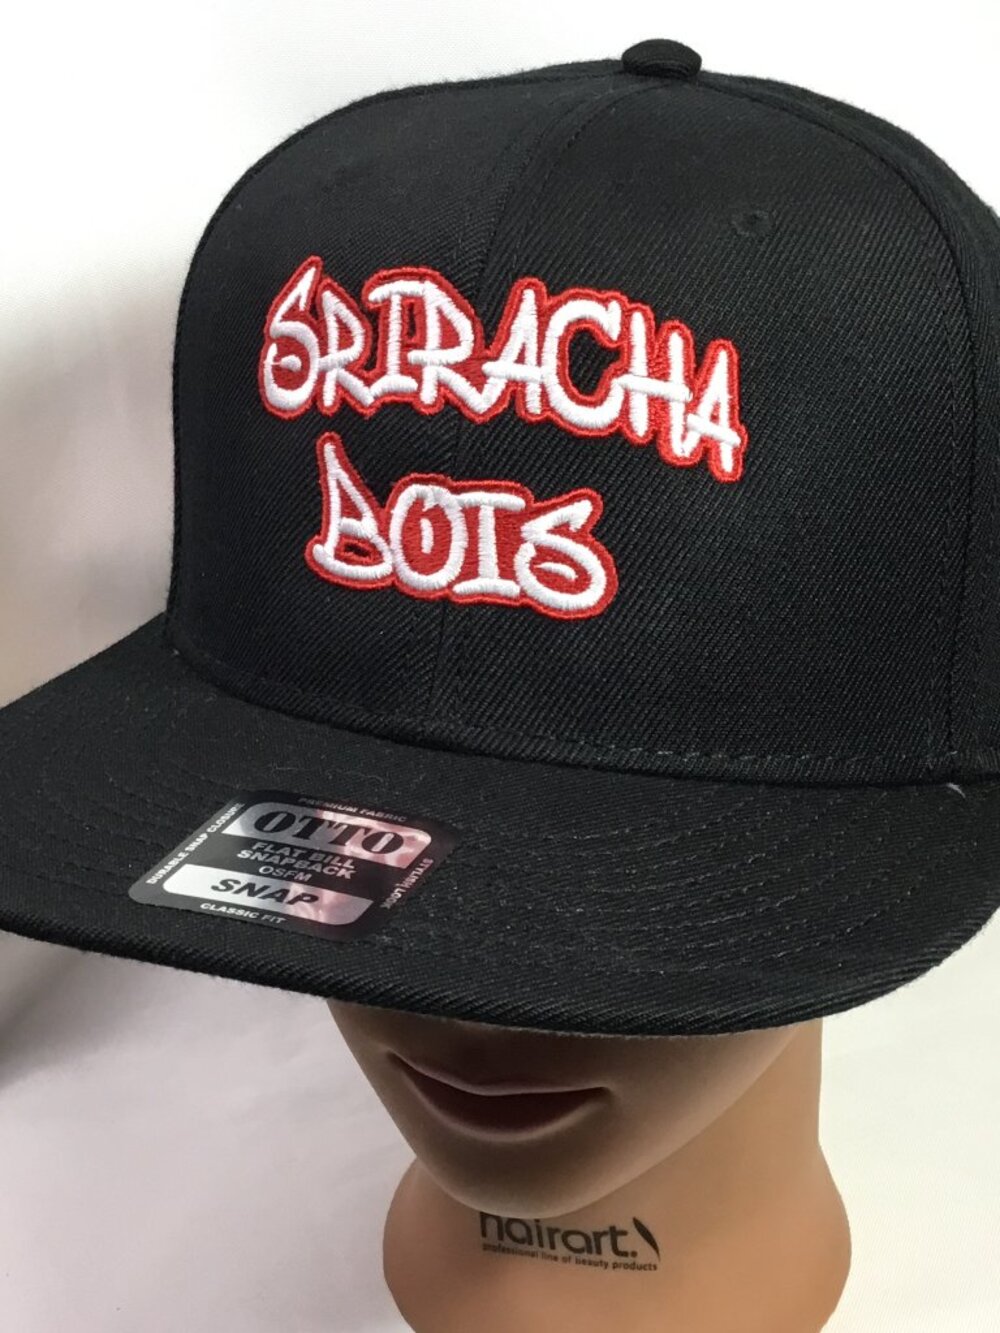 SRIRACHA
BOIS
PREMIUM FABRIC
DURABLE SNAP CLOSURE
OTTO
FLAT BILL
SNAPBACK
OSFM
SNAP
STYLISH LOOK
CLASSIC FIT
hairart.
professional line of beauty products